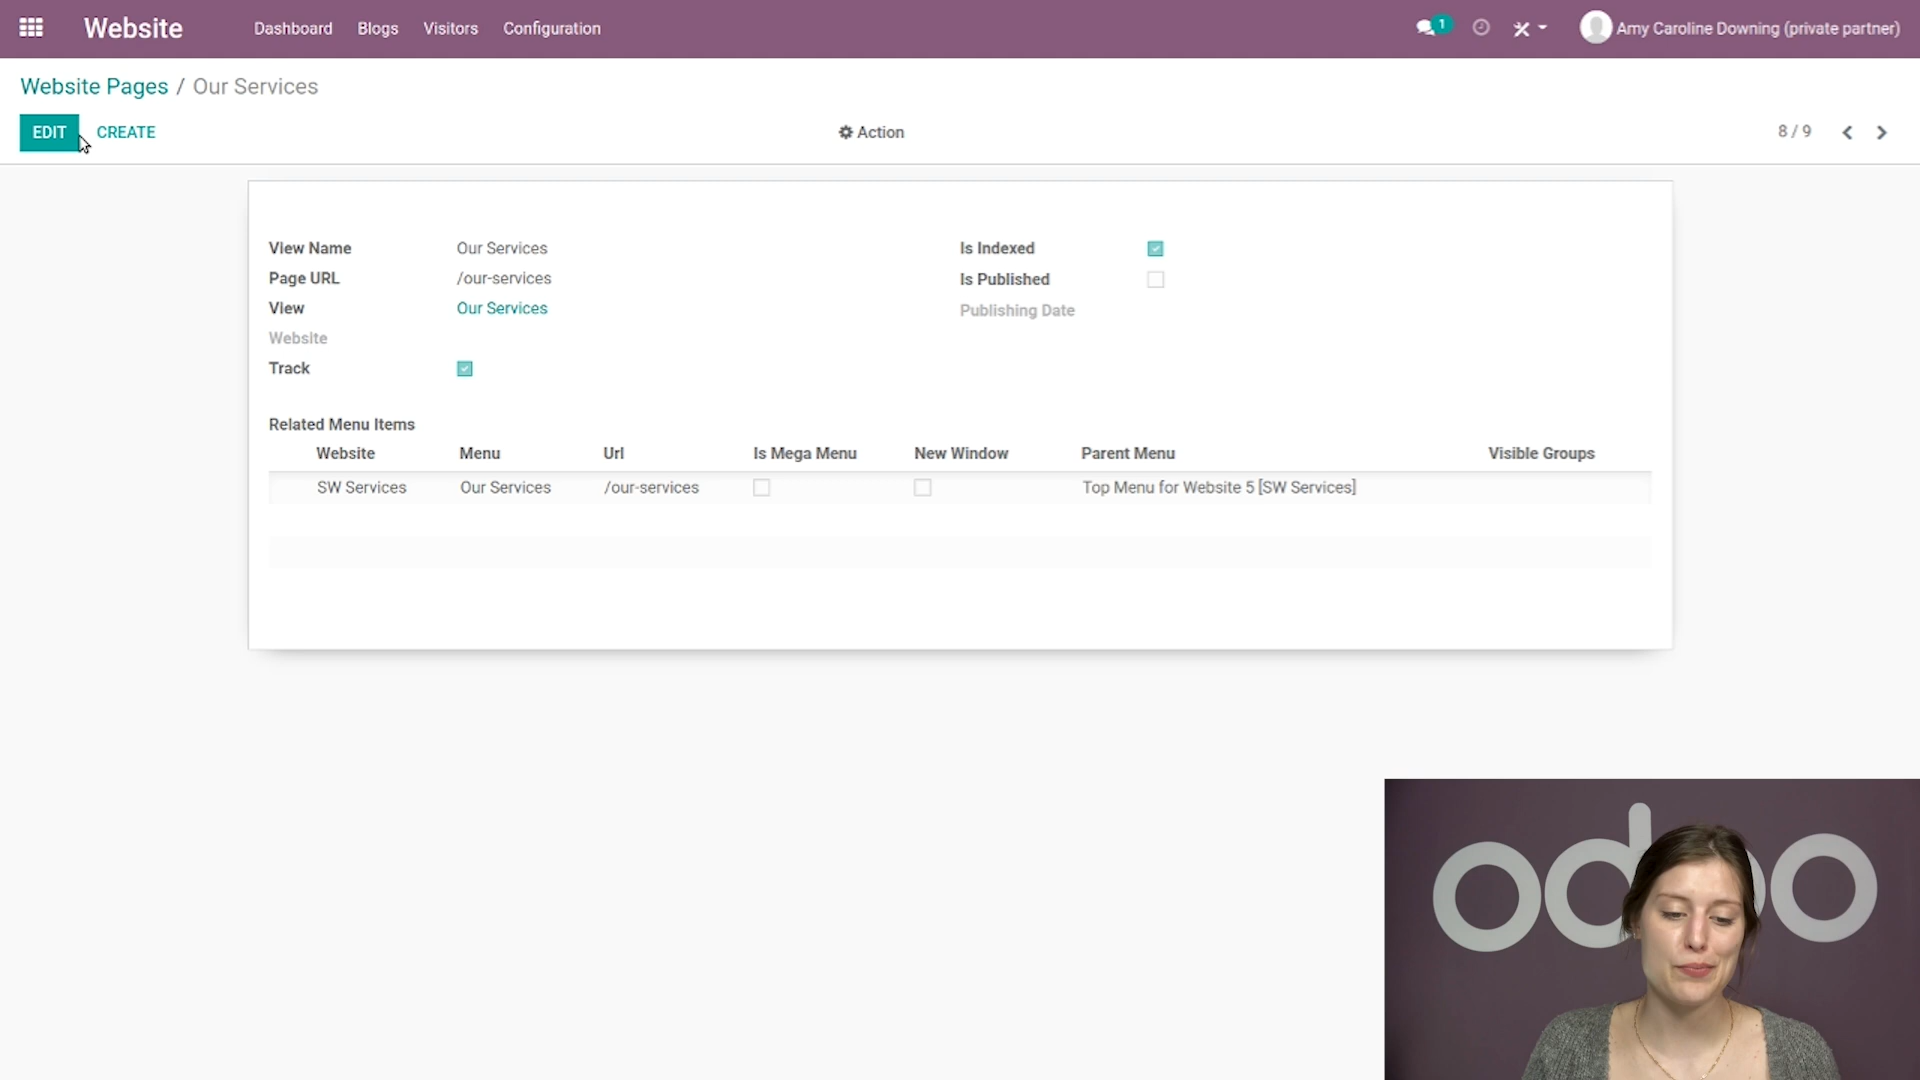 Website Dashboard Blogs Visitors Configuration 1 Amy Caroline Downing (private partner)
Website Pages / Our Services
EDIT CREATE Action 8 / 9
View Name Our Services Is Indexed
Page URL /our-services Is Published
View Our Services Publishing Date
Website
Track
Related Menu Items
Website Menu Url Is Mega Menu New Window Parent Menu Visible Groups
SW Services Our Services /our-services Top Menu for Website 5 [SW Services]
odoo